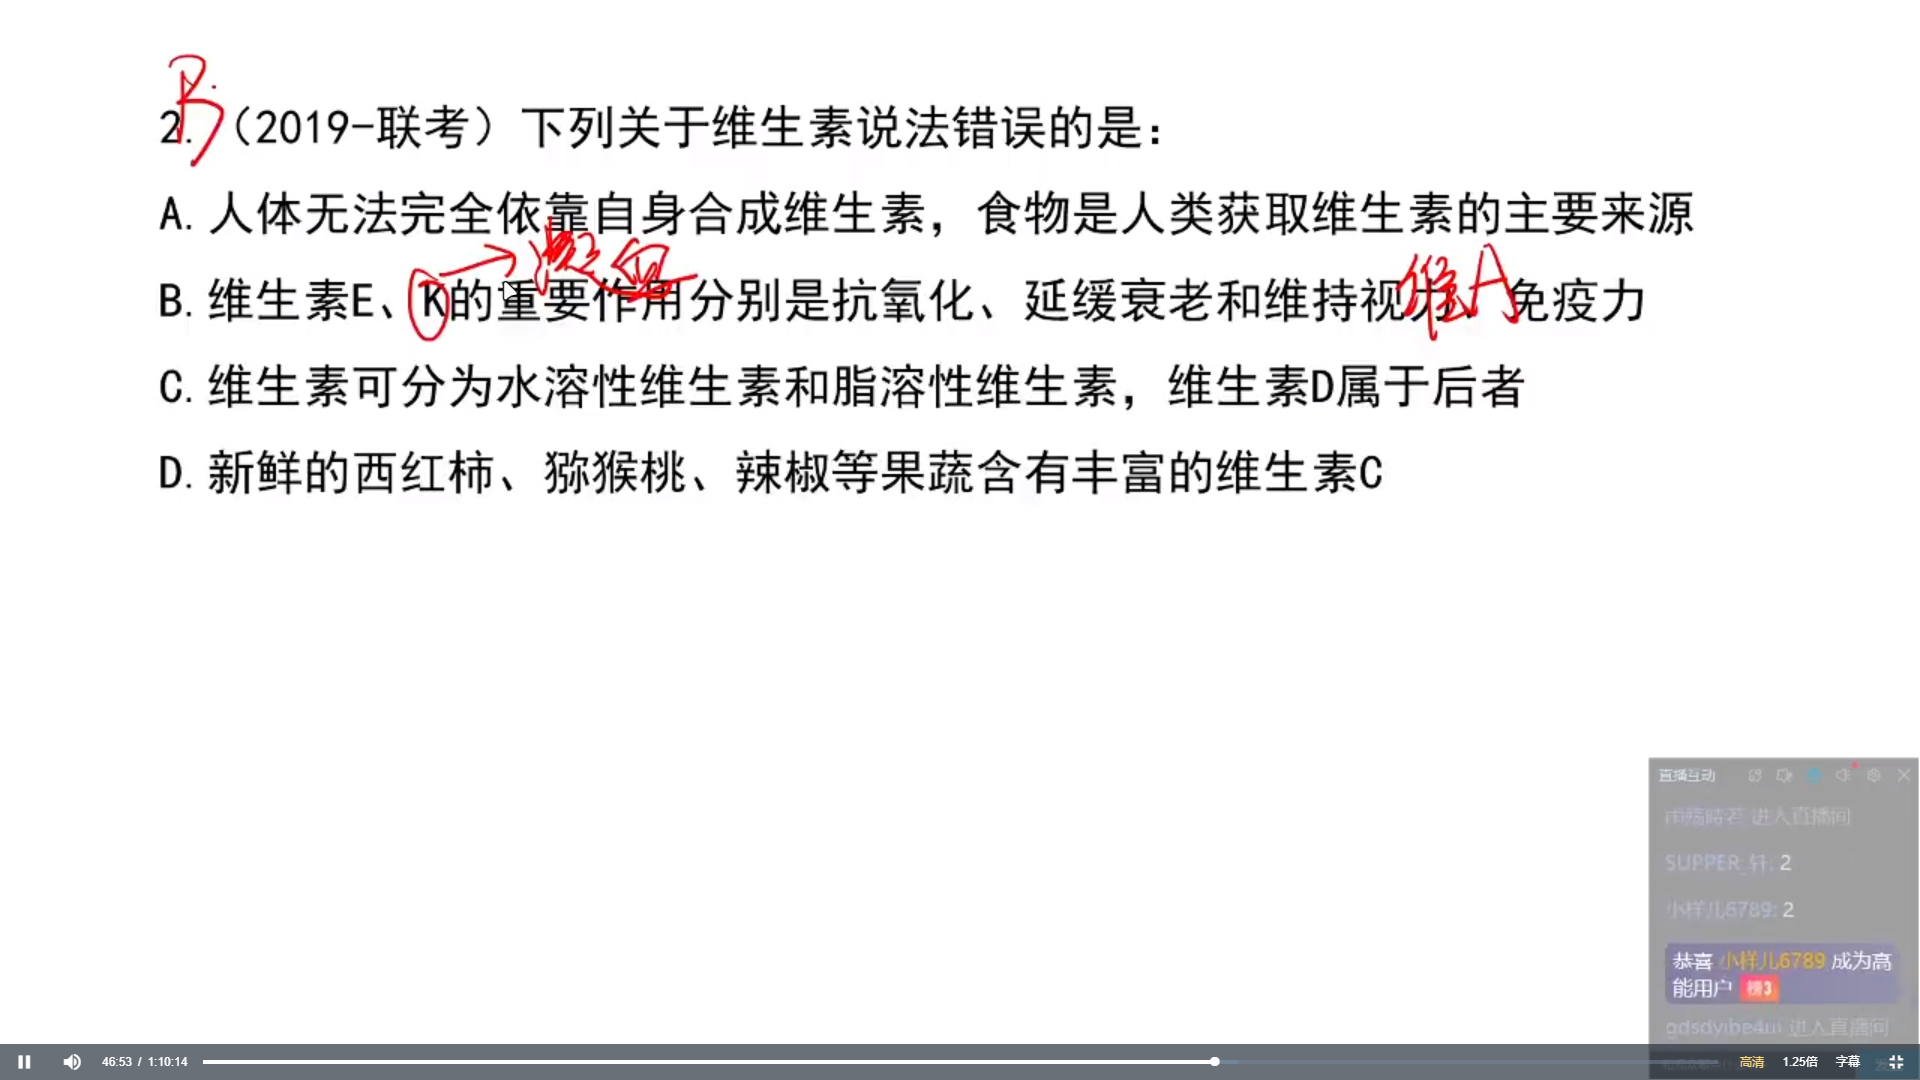 B
2.（2019-联考）下列关于维生素说法错误的是：
A. 人体无法完全依靠自身合成维生素，食物是人类获取维生素的主要来源
凝血
维A
B. 维生素E、K的重要作用分别是抗氧化、延缓衰老和维持视力、免疫力
C. 维生素可分为水溶性维生素和脂溶性维生素，维生素D属于后者
D. 新鲜的西红柿、猕猴桃、辣椒等果蔬含有丰富的维生素C
直播互动
进入直播间
SUPPER_轩: 2
小样儿6789: 2
恭喜 小样儿6789 成为高
能用户 榜3
进入直播间
46:53 / 1:10:14
高清 1.25倍 字幕